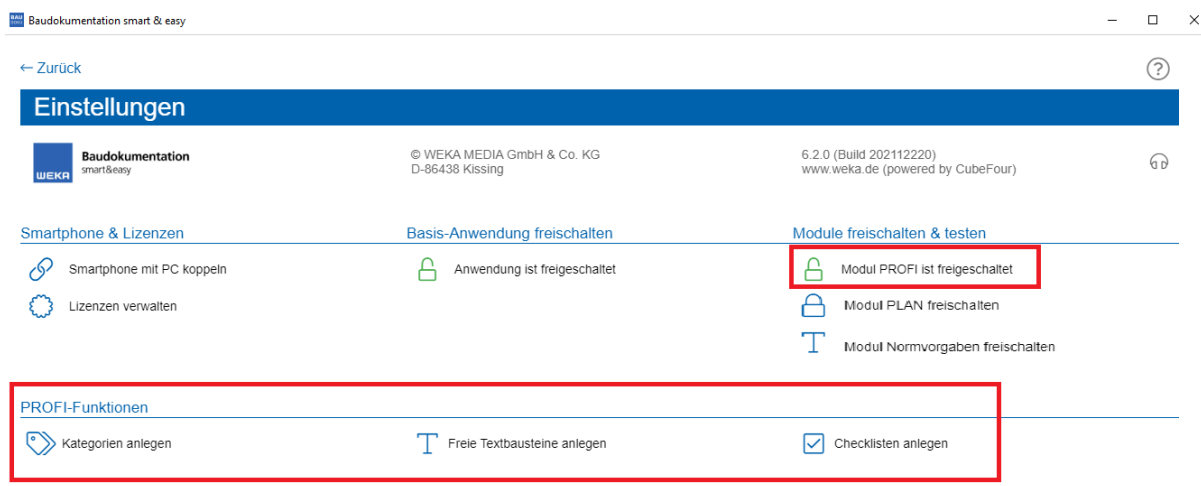 BAU
DOKU
Baudokumentation smart & easy
← Zurück
?
Einstellungen
WEKA
Baudokumentation
smart&easy
© WEKA MEDIA GmbH & Co. KG
D-86438 Kissing
6.2.0 (Build 202112220)
www.weka.de (powered by CubeFour)
Smartphone & Lizenzen
Basis-Anwendung freischalten
Module freischalten & testen
Smartphone mit PC koppeln
Anwendung ist freigeschaltet
Modul PROFI ist freigeschaltet
Lizenzen verwalten
Modul PLAN freischalten
Modul Normvorgaben freischalten
PROFI-Funktionen
Kategorien anlegen
Freie Textbausteine anlegen
Checklisten anlegen